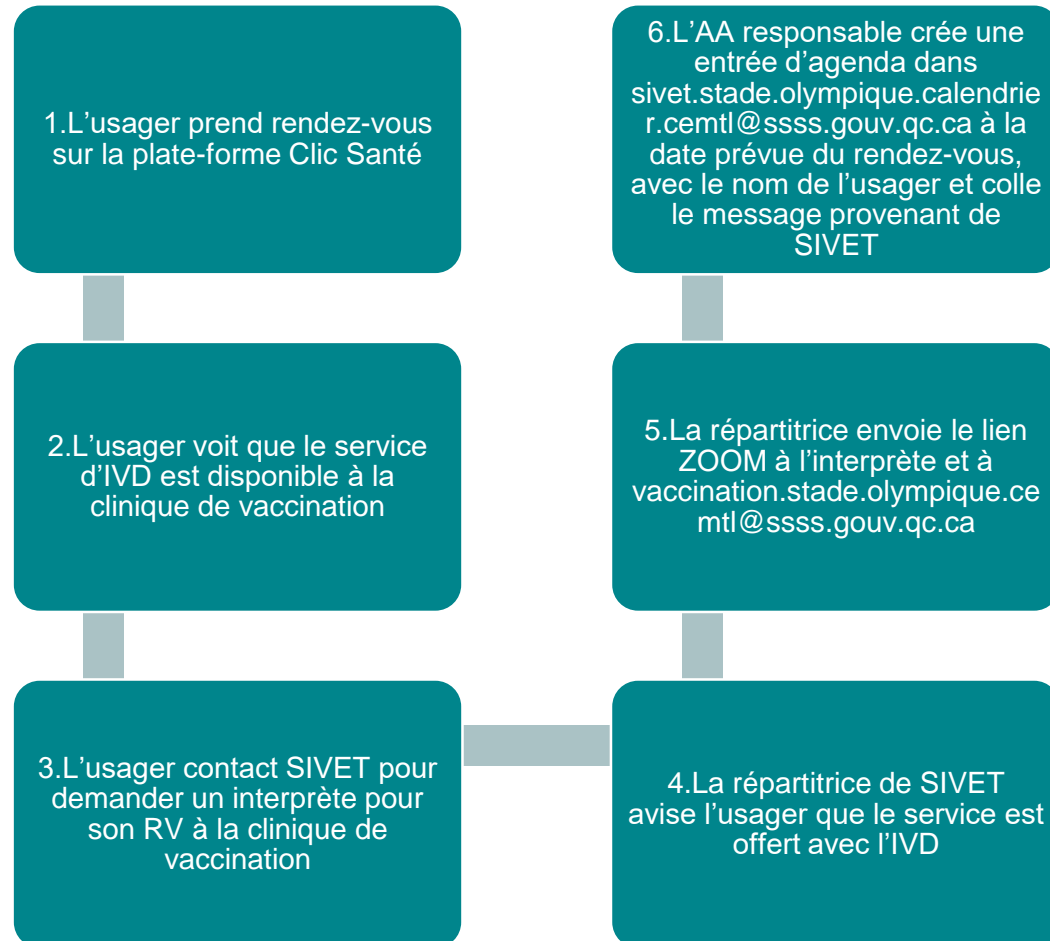 1.L'usager prend rendez-vous
sur la plate-forme Clic Santé
2.L'usager voit que le service
d'IVD est disponible à la
clinique de vaccination
3.L'usager contact SIVET pour
demander un interprète pour
son RV à la clinique de
vaccination
4.La répartitrice de SIVET
avise l'usager que le service est
offert avec l'IVD
5.La répartitrice envoie le lien
ZOOM à l'interprète et à
vaccination.stade.olympique.ce
mtl@ssss.gouv.qc.ca
6.L'AA responsable crée une
entrée d'agenda dans
sivet.stade.olympique.calendrie
r.cemtl@ssss.gouv.qc.ca à la
date prévue du rendez-vous,
avec le nom de l'usager et colle
le message provenant de
SIVET